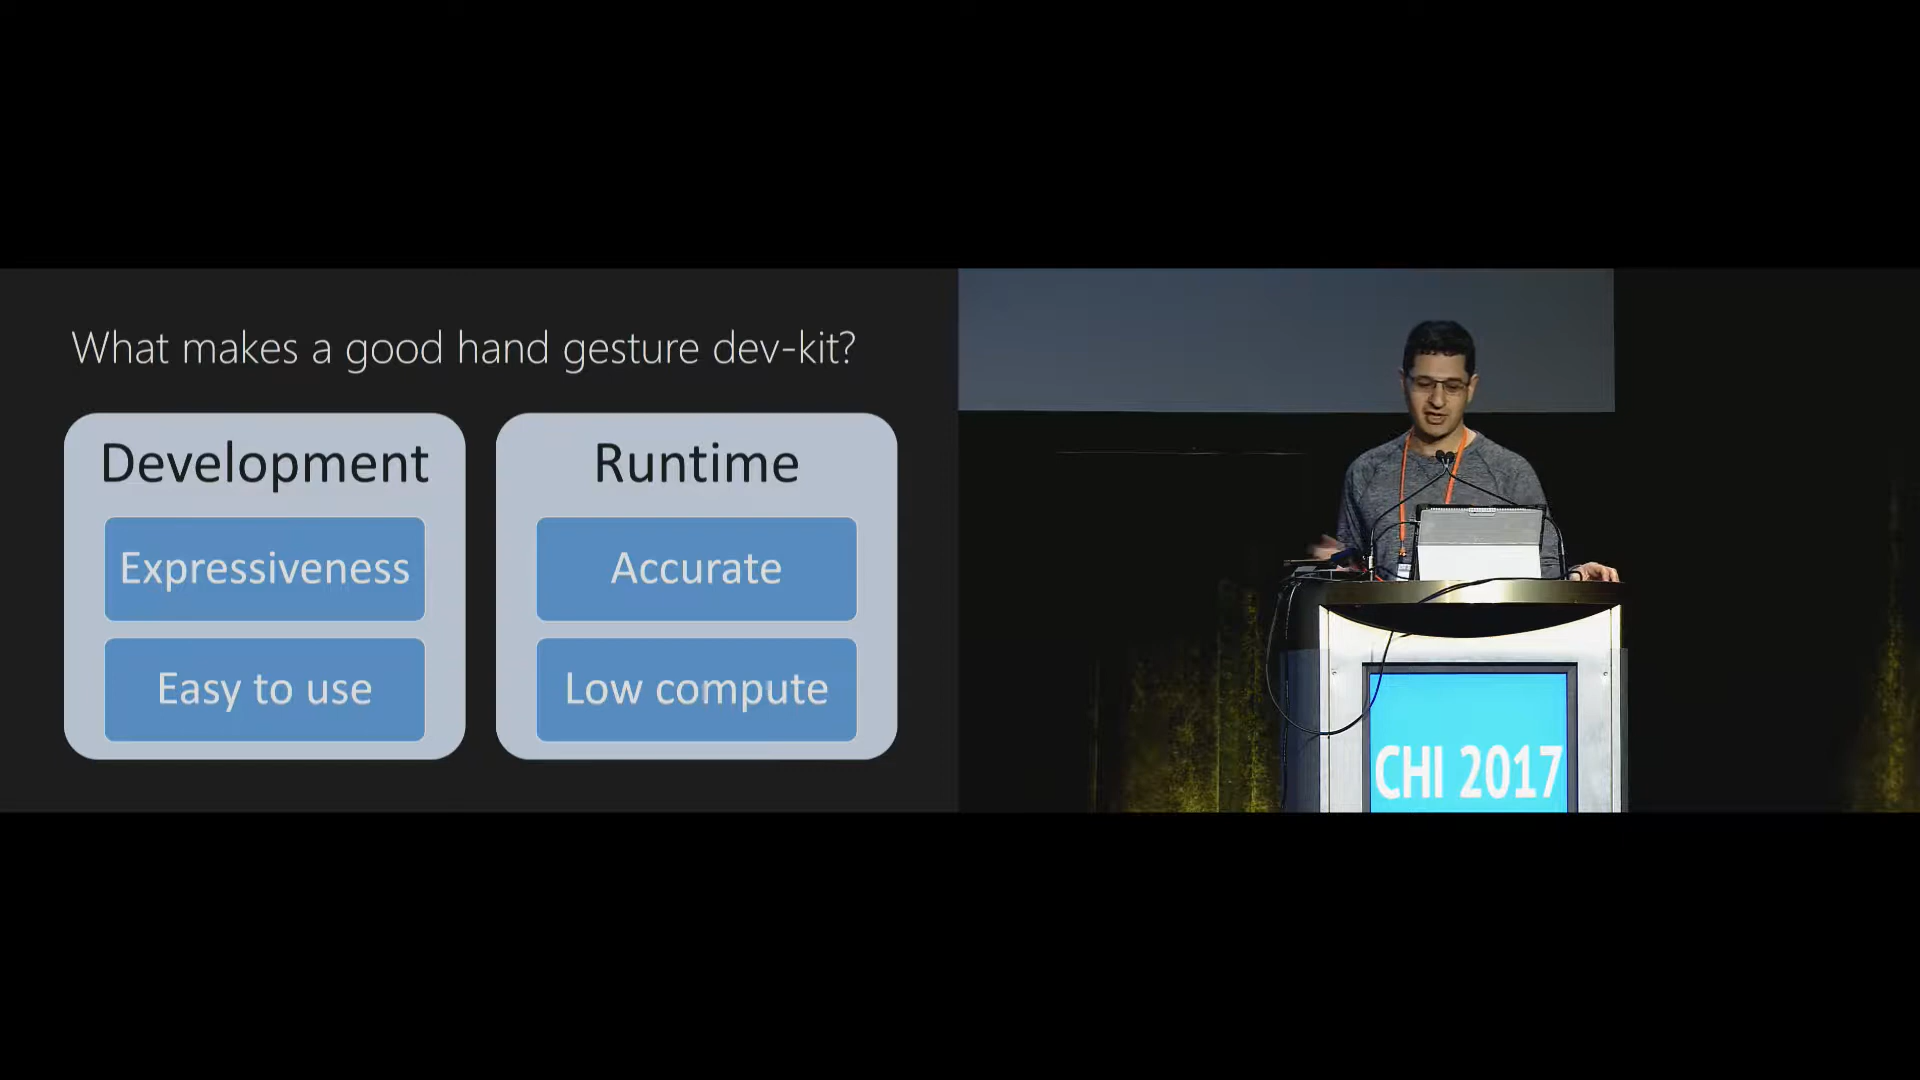 What makes a good hand gesture dev-kit?
Development
Expressiveness
Easy to use
Runtime
Accurate
Low compute
CHI 2017